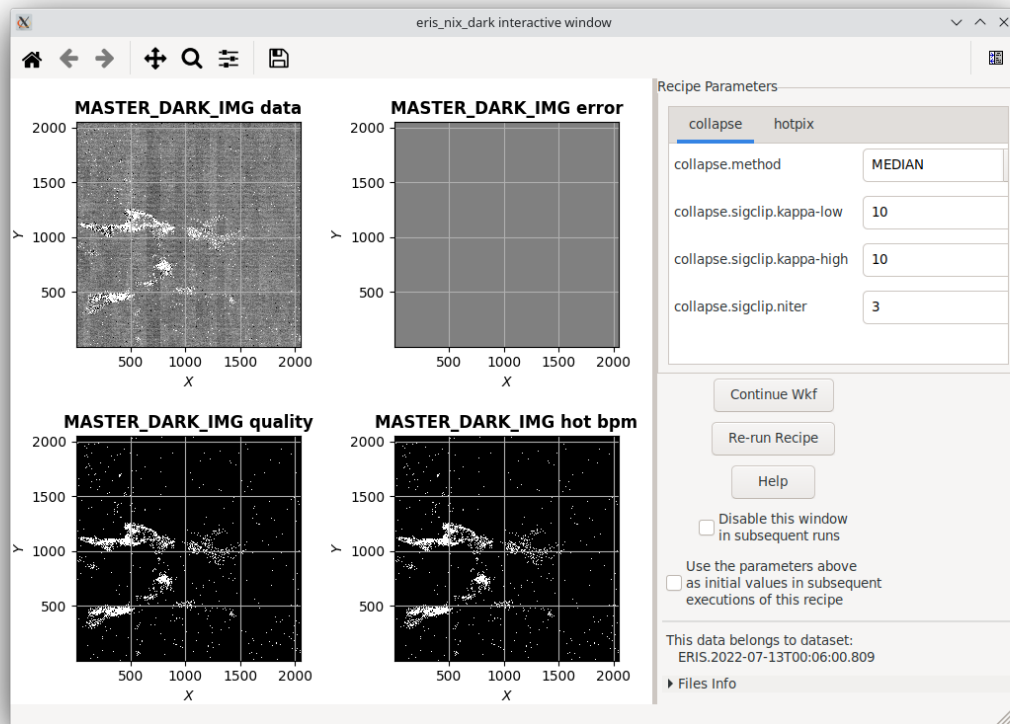 eris_nix_dark interactive window
MASTER_DARK_IMG data
2000
1500
1000
500
Y
500 1000 1500 2000
X
MASTER_DARK_IMG error
2000
1500
1000
500
Y
500 1000 1500 2000
X
MASTER_DARK_IMG quality
2000
1500
1000
500
Y
500 1000 1500 2000
X
MASTER_DARK_IMG hot bpm
2000
1500
1000
500
Y
500 1000 1500 2000
X
Recipe Parameters
collapse hotpix
collapse.method MEDIAN
collapse.sigclip.kappa-low 10
collapse.sigclip.kappa-high 10
collapse.sigclip.niter 3
Continue Wkf
Re-run Recipe
Help
Disable this window
in subsequent runs
Use the parameters above
as initial values in subsequent
executions of this recipe
This data belongs to dataset:
ERIS.2022-07-13T00:06:00.809
Files Info